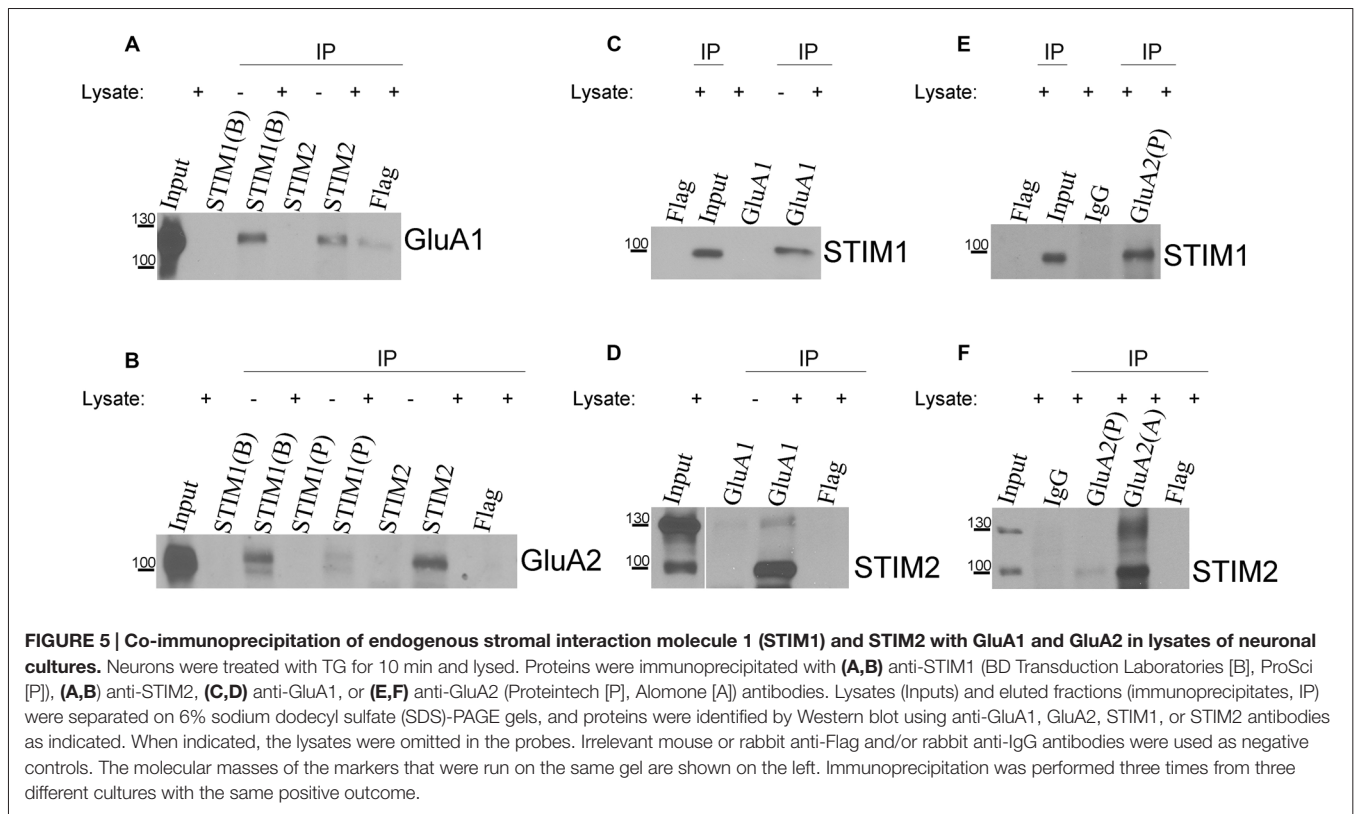 A
IP
Lysate: + - + - + +
Input STIM1(B) STIM1(B) STIM2 STIM2 Flag
130
100
GluA1
C
IP IP
Lysate: + + - +
Flag Input GluA1 GluA1
100
STIM1
E
IP IP
Lysate: + + + +
Flag Input IgG GluA2(P)
100
STIM1
B
IP
Lysate: + - + - + - + +
Input STIM1(B) STIM1(B) STIM1(P) STIM1(P) STIM2 STIM2 Flag
100
GluA2
D
IP
Lysate: + - + +
Input GluA1 GluA1 Flag
130
100
STIM2
F
IP
Lysate: + + + + +
Input IgG GluA2(P) GluA2(A) Flag
130
100
STIM2
FIGURE 5 | Co-immunoprecipitation of endogenous stromal interaction molecule 1 (STIM1) and STIM2 with GluA1 and GluA2 in lysates of neuronal
cultures. Neurons were treated with TG for 10 min and lysed. Proteins were immunoprecipitated with (A,B) anti-STIM1 (BD Transduction Laboratories [B], ProSci
[P]), (A,B) anti-STIM2, (C,D) anti-GluA1, or (E,F) anti-GluA2 (Proteintech [P], Alomone [A]) antibodies. Lysates (Inputs) and eluted fractions (immunoprecipitates, IP)
were separated on 6% sodium dodecyl sulfate (SDS)-PAGE gels, and proteins were identified by Western blot using anti-GluA1, GluA2, STIM1, or STIM2 antibodies
as indicated. When indicated, the lysates were omitted in the probes. Irrelevant mouse or rabbit anti-Flag and/or rabbit anti-IgG antibodies were used as negative
controls. The molecular masses of the markers that were run on the same gel are shown on the left. Immunoprecipitation was performed three times from three
different cultures with the same positive outcome.